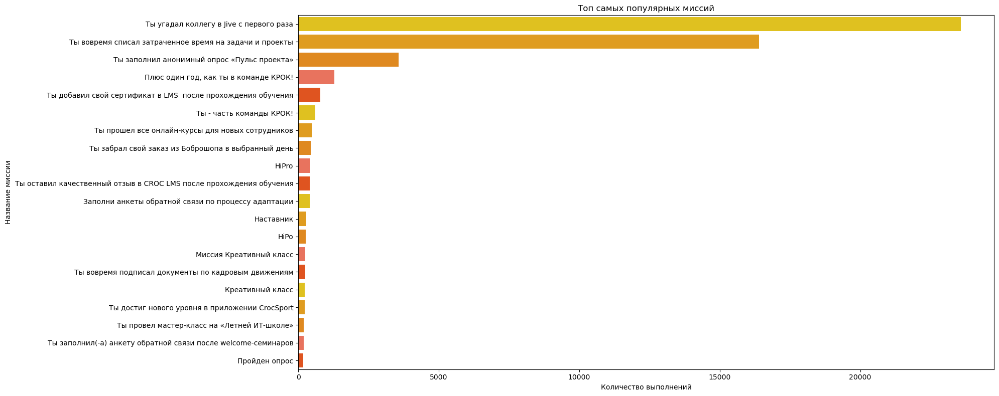 Топ самых популярных миссий
Название миссии
Ты угадал коллегу в Jive с первого раза
Ты вовремя списал затраченное время на задачи и проекты
Ты заполнил анонимный опрос «Пульс проекта»
Плюс один год, как ты в команде КРОК!
Ты добавил свой сертификат в LMS  после прохождения обучения
Ты - часть команды КРОК!
Ты прошел все онлайн-курсы для новых сотрудников
Ты забрал свой заказ из Боброшопа в выбранный день
HiPro
Ты оставил качественный отзыв в CROC LMS после прохождения обучения
Заполни анкеты обратной связи по процессу адаптации
Наставник
HiPo
Миссия Креативный класс
Ты вовремя подписал документы по кадровым движениям
Креативный класс
Ты достиг нового уровня в приложении CrocSport
Ты провел мастер-класс на «Летней ИТ-школе»
Ты заполнил(-а) анкету обратной связи после welcome-семинаров
Пройден опрос
0 5000 10000 15000 20000
Количество выполнений